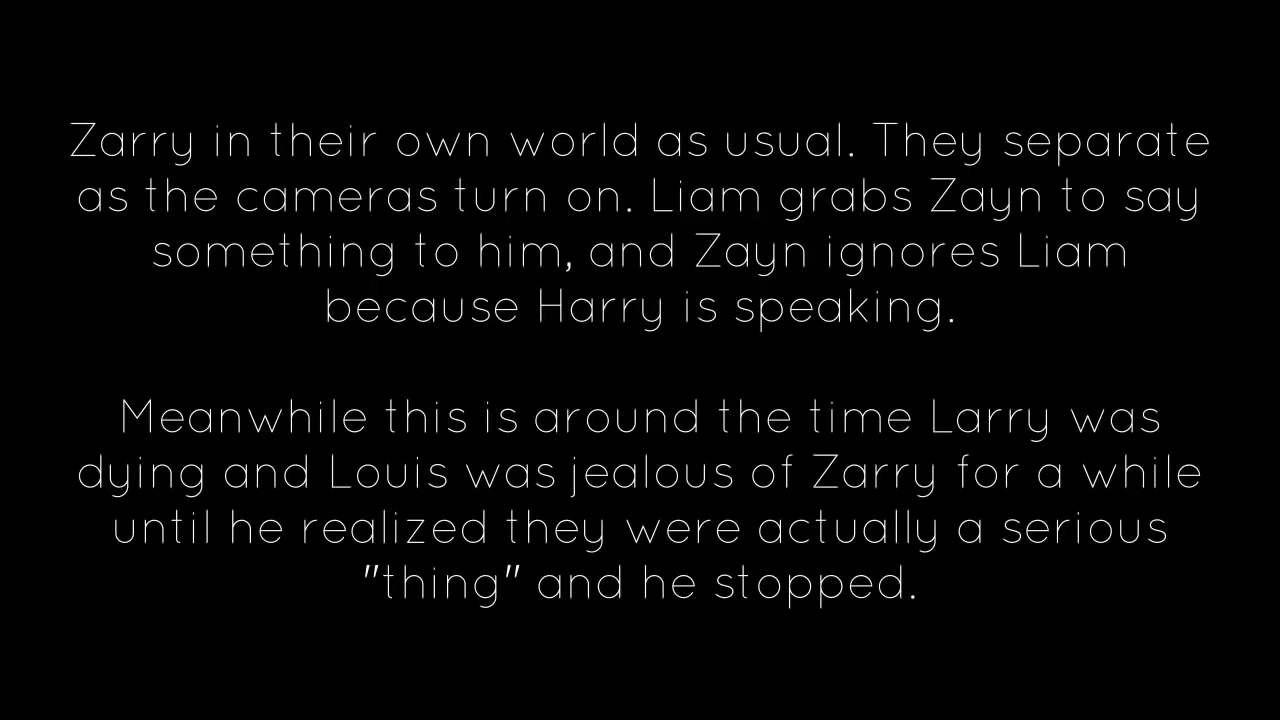 Zarry in their own world as usual. They separate
as the cameras turn on. Liam grabs Zayn to say
something to him, and Zayn ignores Liam
because Harry is speaking.
Meanwhile this is around the time Larry was
dying and Louis was jealous of Zarry for a while
until he realized they were actually a serious
"thing" and he stopped.